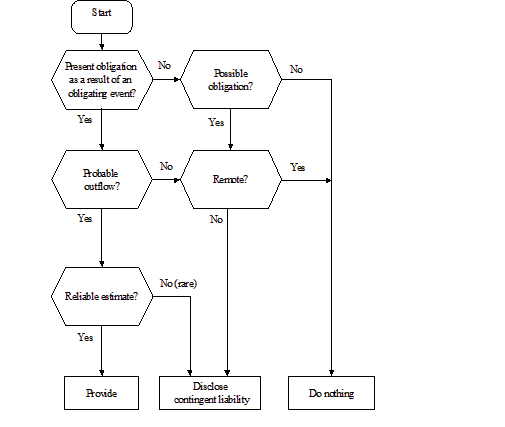 Start
Present obligation
as a result of an
obligating event?
No
Possible
obligation?
No
Yes
Yes
Probable
outflow?
No
Remote?
Yes
Yes
No
Reliable estimate?
No (rare)
Yes
Provide
Disclose
contingent liability
Do nothing